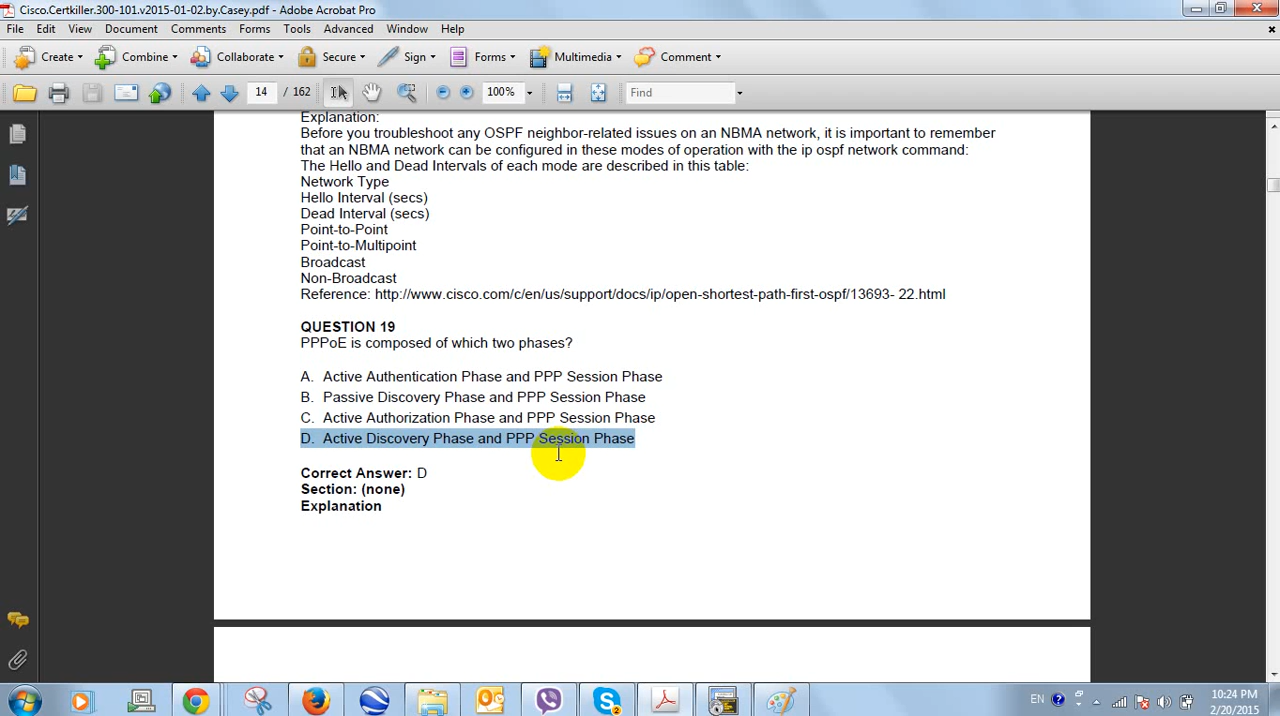 Cisco.Certkiller.300-101.v2015-01-02.by.Casey.pdf - Adobe Acrobat Pro
File Edit View Document Comments Forms Tools Advanced Window Help
Create Combine Collaborate Secure Sign Forms Multimedia Comment
14 / 162 100% Find
Explanation:
Before you troubleshoot any OSPF neighbor-related issues on an NBMA network, it is important to remember
that an NBMA network can be configured in these modes of operation with the ip ospf network command:
The Hello and Dead Intervals of each mode are described in this table:
Network Type
Hello Interval (secs)
Dead Interval (secs)
Point-to-Point
Point-to-Multipoint
Broadcast
Non-Broadcast
Reference: http://www.cisco.com/c/en/us/support/docs/ip/open-shortest-path-first-ospf/13693- 22.html
QUESTION 19
PPPoE is composed of which two phases?
A. Active Authentication Phase and PPP Session Phase
B. Passive Discovery Phase and PPP Session Phase
C. Active Authorization Phase and PPP Session Phase
D. Active Discovery Phase and PPP Session Phase
Correct Answer: D
Section: (none)
Explanation
EN
10:24 PM
2/20/2015